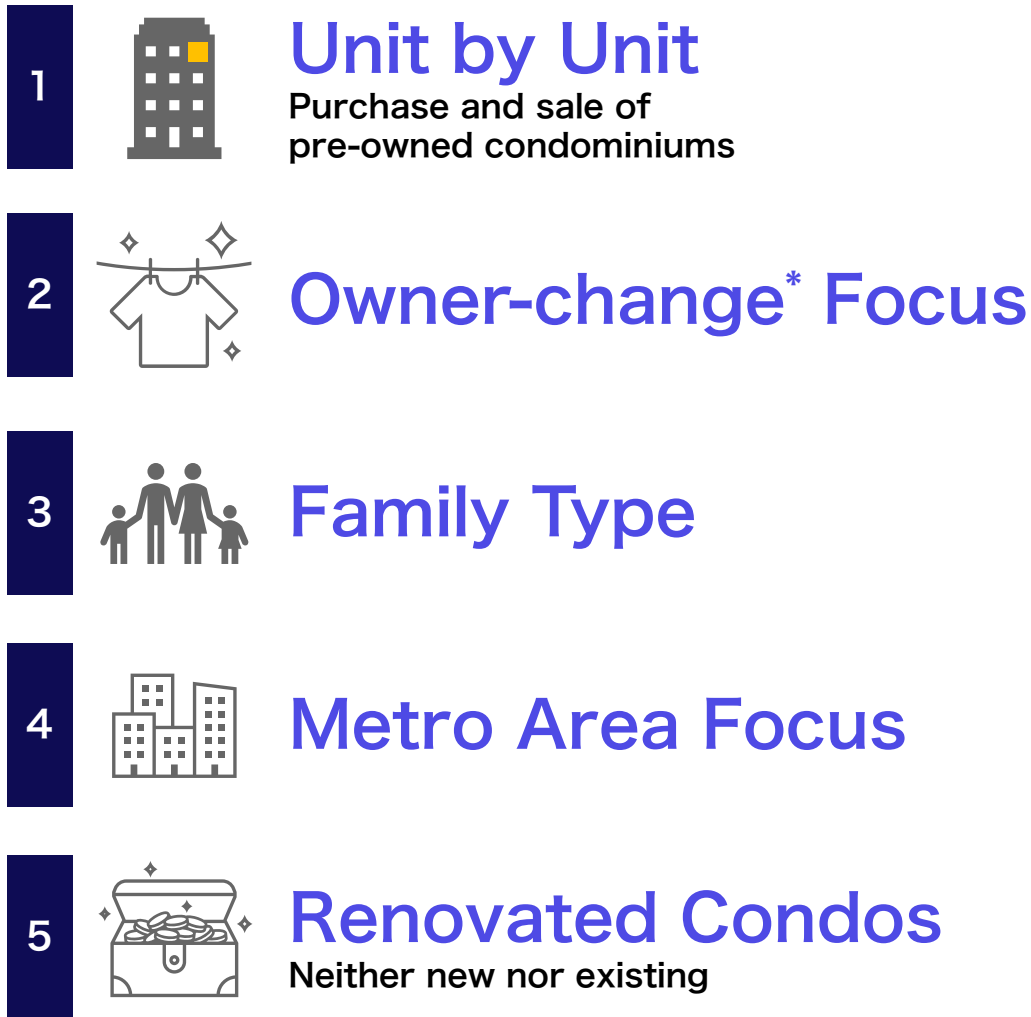 1
Unit by Unit
Purchase and sale of
pre-owned condominiums
2
Owner-change* Focus
3
Family Type
4
Metro Area Focus
5
Renovated Condos
Neither new nor existing